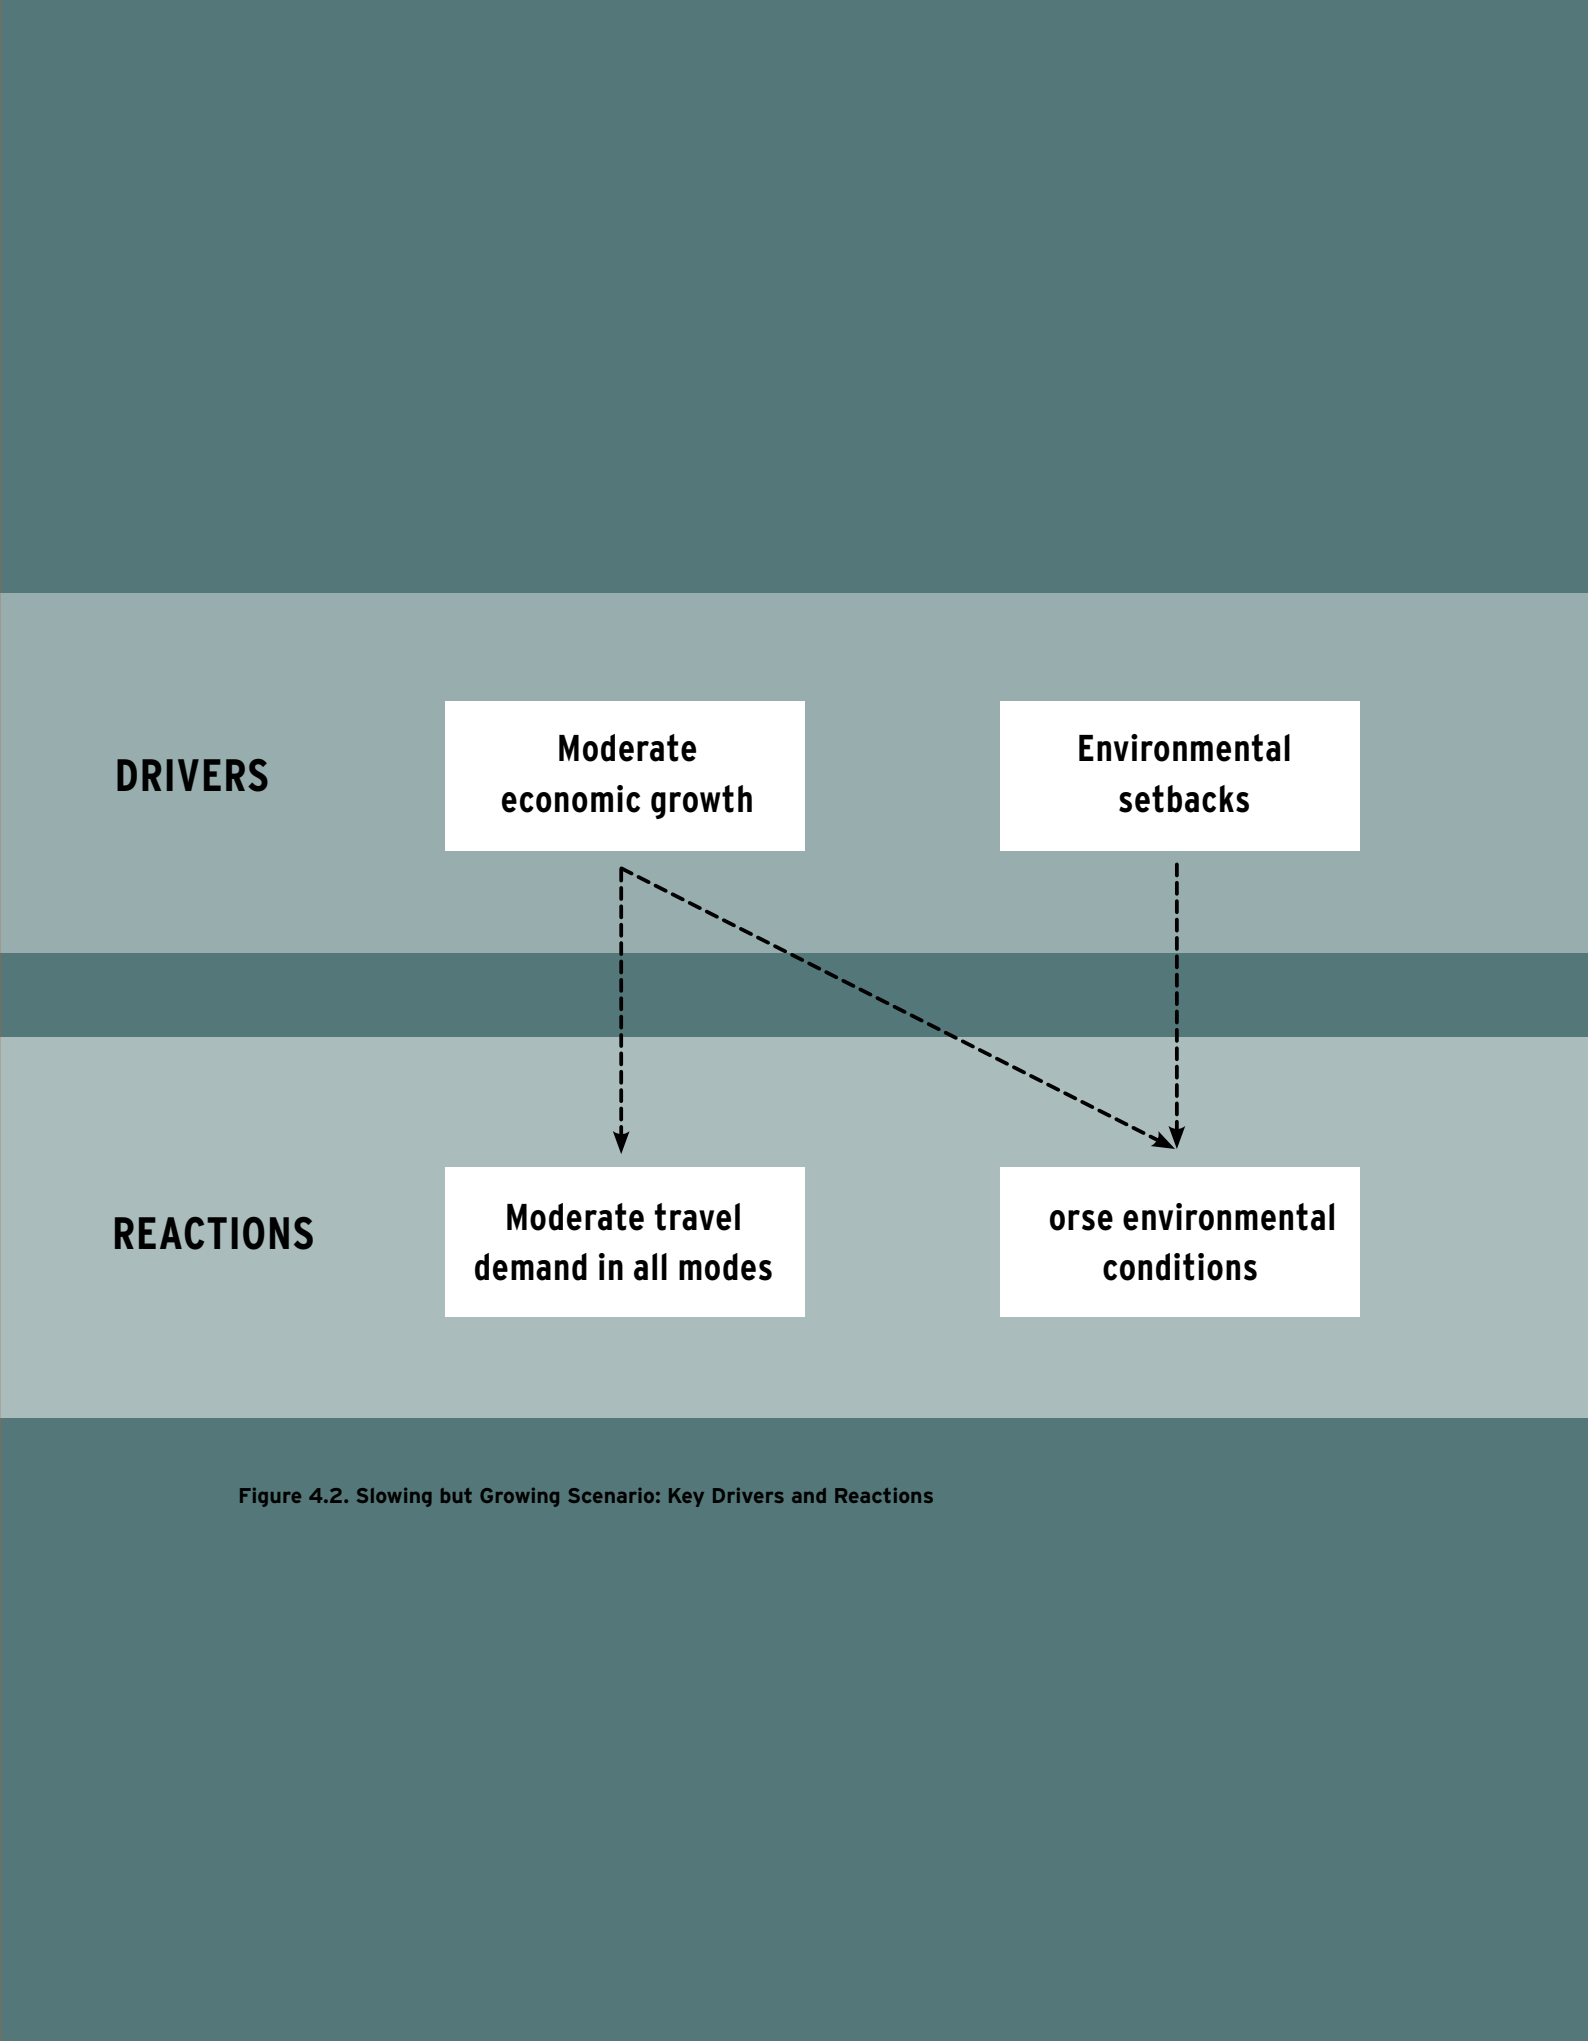 DRIVERS
Moderate
economic growth
Environmental
setbacks
REACTIONS
Moderate travel
demand in all modes
orse environmental
conditions
Figure 4.2. Slowing but Growing Scenario: Key Drivers and Reactions